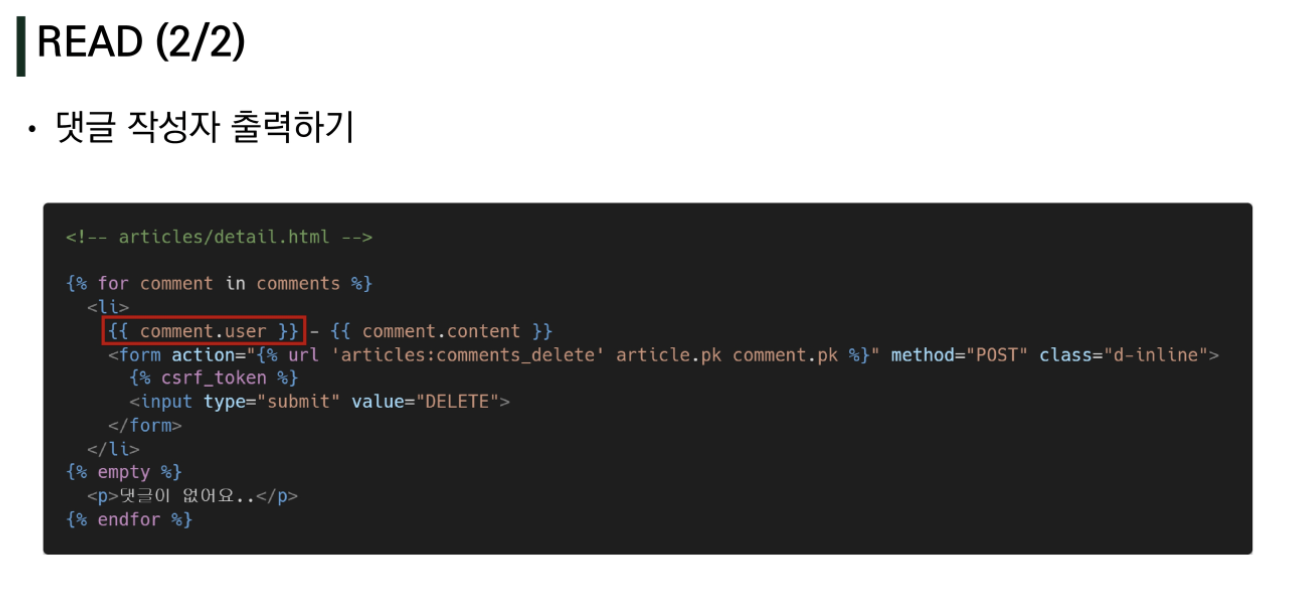 READ (2/2)
• 댓글 작성자 출력하기
<!-- articles/detail.html -->
{% for comment in comments %}
<li>
{{ comment.user }} - {{ comment.content }}
<form action="{% url 'articles:comments_delete' article.pk comment.pk %}" method="POST" class="d-inline">
{% csrf_token %}
<input type="submit" value="DELETE">
</form>
</li>
{% empty %}
<p>댓글이 없어요..</p>
{% endfor %}